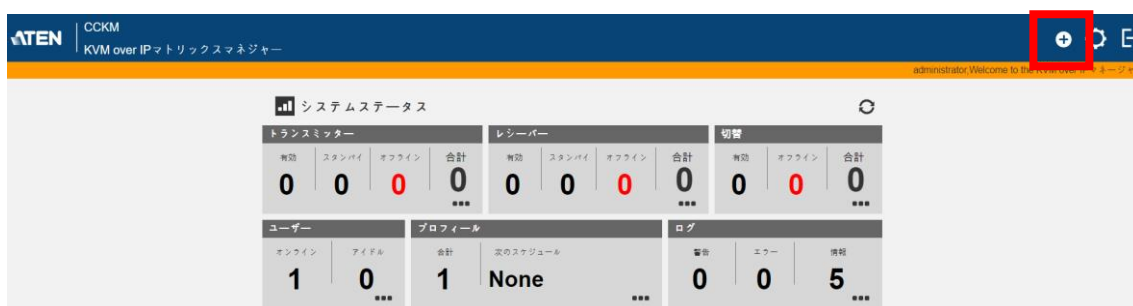 ATEN
CCKM
KVM over IPマトリックスマネジャー
administrator,Welcome to the KVM over IPマネージャ
システムステータス
トランスミッター
有効 スタンバイ オフライン 合計
0 0 0 0
レシーバー
有効 スタンバイ オフライン 合計
0 0 0 0
切替
有効 オフライン 合計
0 0 0
ユーザー
オンライン アイドル
1 0
プロフィール
合計 次のスケジュール
1 None
ログ
警告 エラー 情報
0 0 5